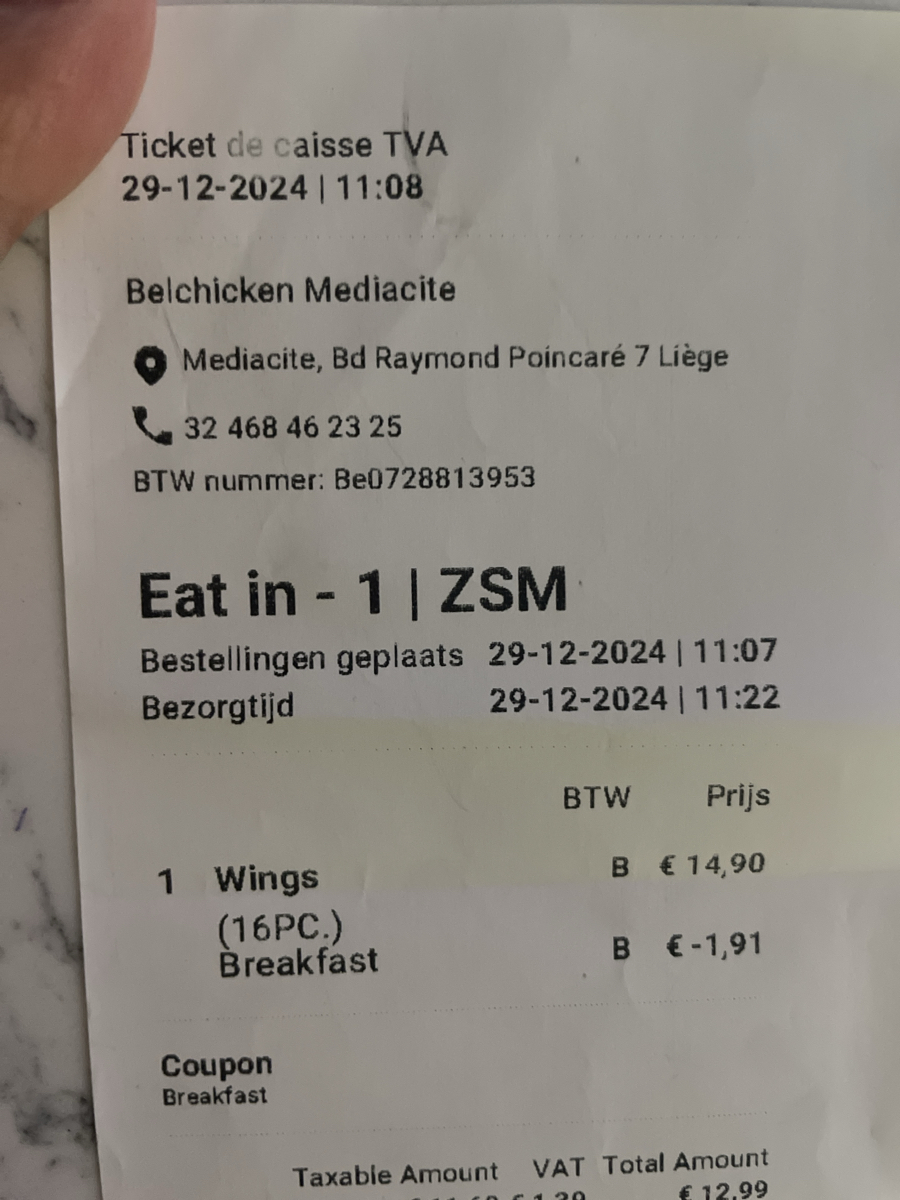 Ticket de caisse TVA
29-12-2024 | 11:08
Belchicken Mediacite
Mediacite, Bd Raymond Poincaré 7 Liège
32 468 46 23 25
BTW nummer: Be0728813953
Eat in - 1 | ZSM
Bestellingen geplaats 29-12-2024 | 11:07
Bezorgtijd 29-12-2024 | 11:22
BTW Prijs
1 Wings B € 14,90
(16PC.)
Breakfast B € -1,91
Coupon
Breakfast
Taxable Amount VAT Total Amount
€ 12,99